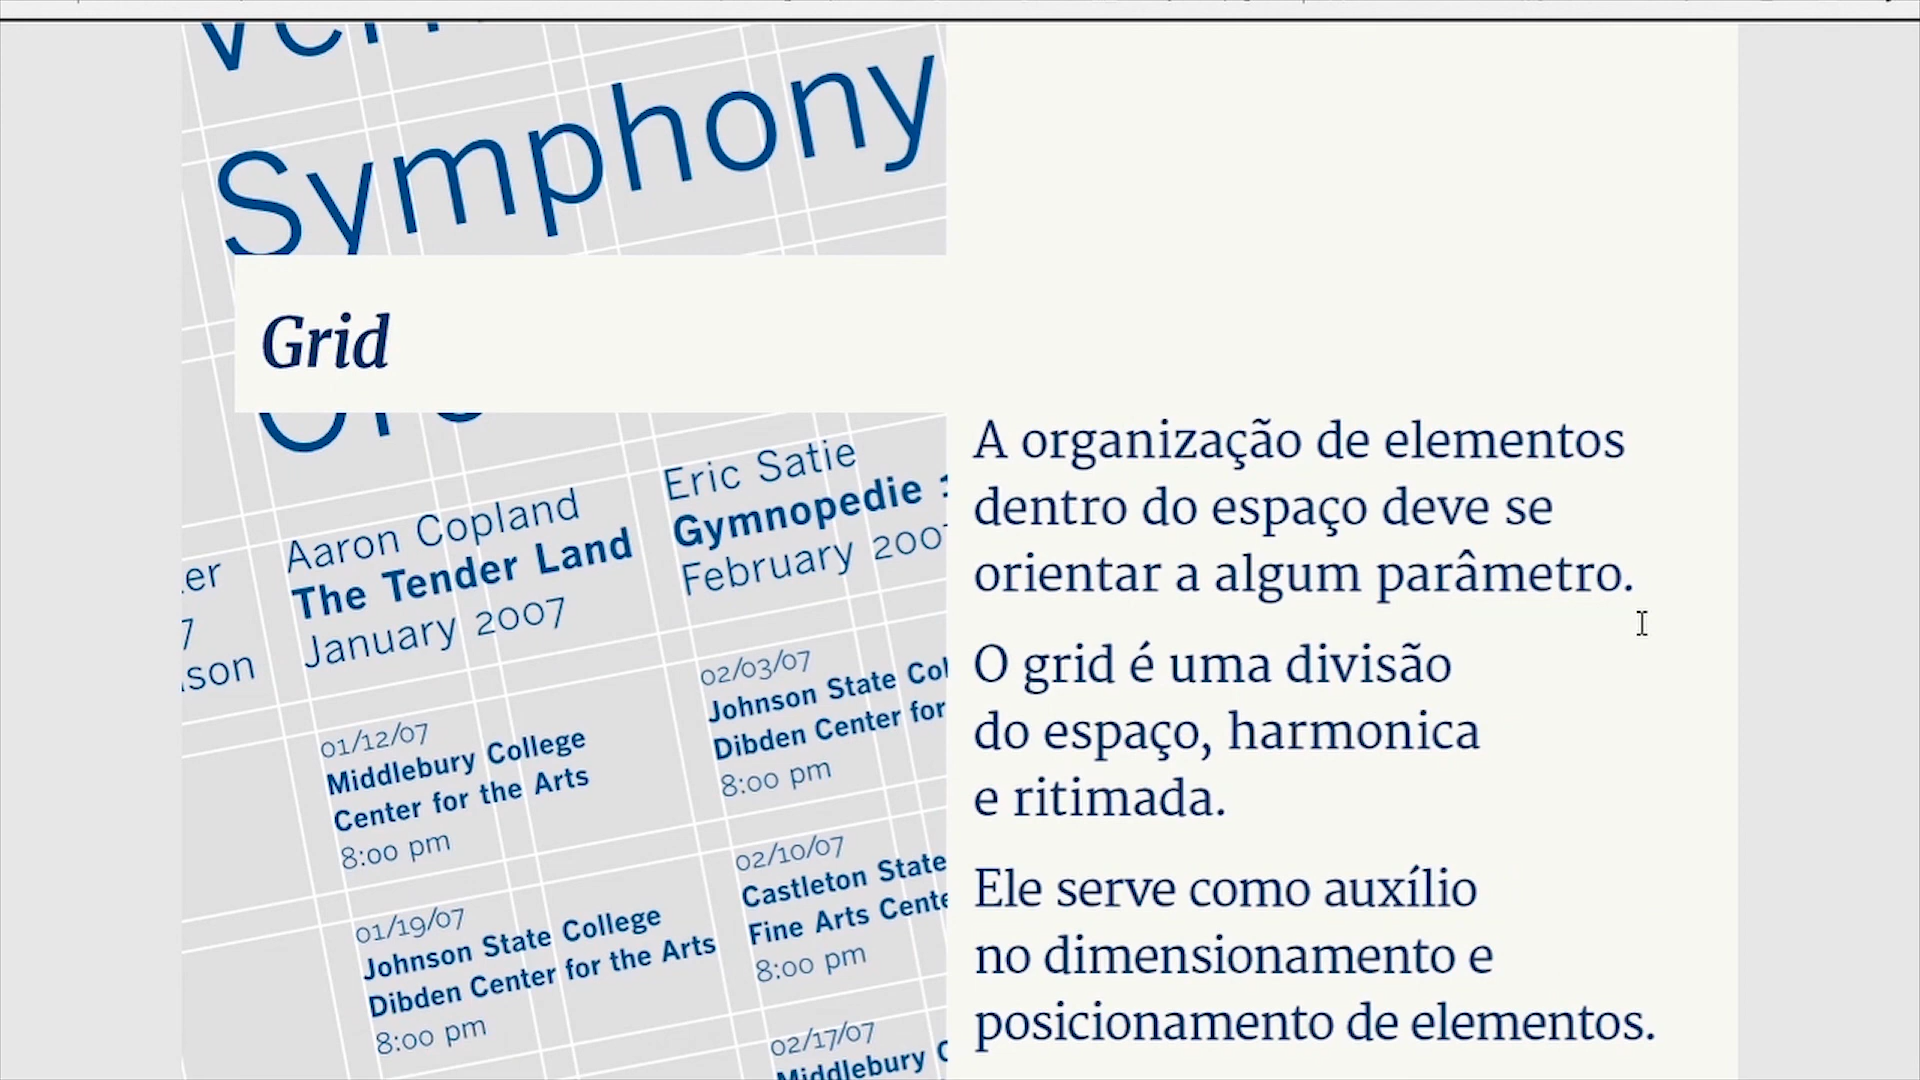 Symphony
Grid
Aaron Copland
The Tender Land
January 2007
Eric Satie
Gymnopedie
February 200
01/12/07
Middlebury College
Center for the Arts
8:00 pm
01/19/07
Johnson State College
Dibden Center for the Arts
8:00 pm
02/03/07
Johnson State Col
Dibden Center for
8:00 pm
02/10/07
Castleton State
Fine Arts Cente
8:00 pm
02/17/07
Middlebury C
A organização de elementos
dentro do espaço deve se
orientar a algum parâmetro.
O grid é uma divisão
do espaço, harmonica
e ritimada.
Ele serve como auxílio
no dimensionamento e
posicionamento de elementos.